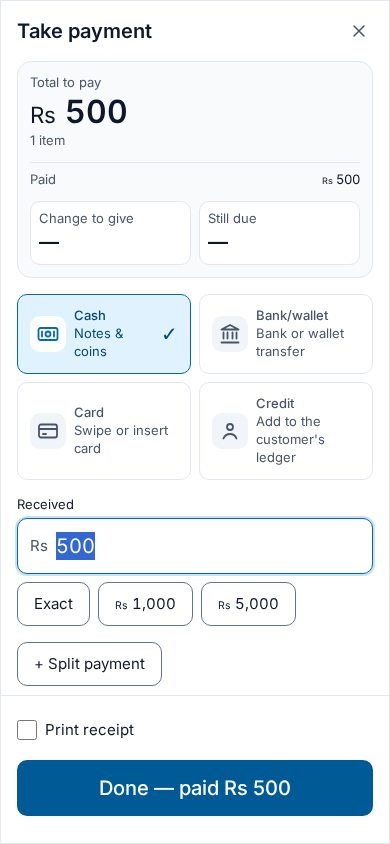 Take payment
Total to pay
Rs 500
1 item
Paid
Rs 500
Change to give
Still due
—
—
Cash
Notes &
coins
✓
Bank/wallet
Bank or wallet
transfer
Card
Swipe or insert
card
Credit
Add to the
customer's
ledger
Received
Rs 500
Exact
Rs 1,000
Rs 5,000
+ Split payment
Print receipt
Done — paid Rs 500